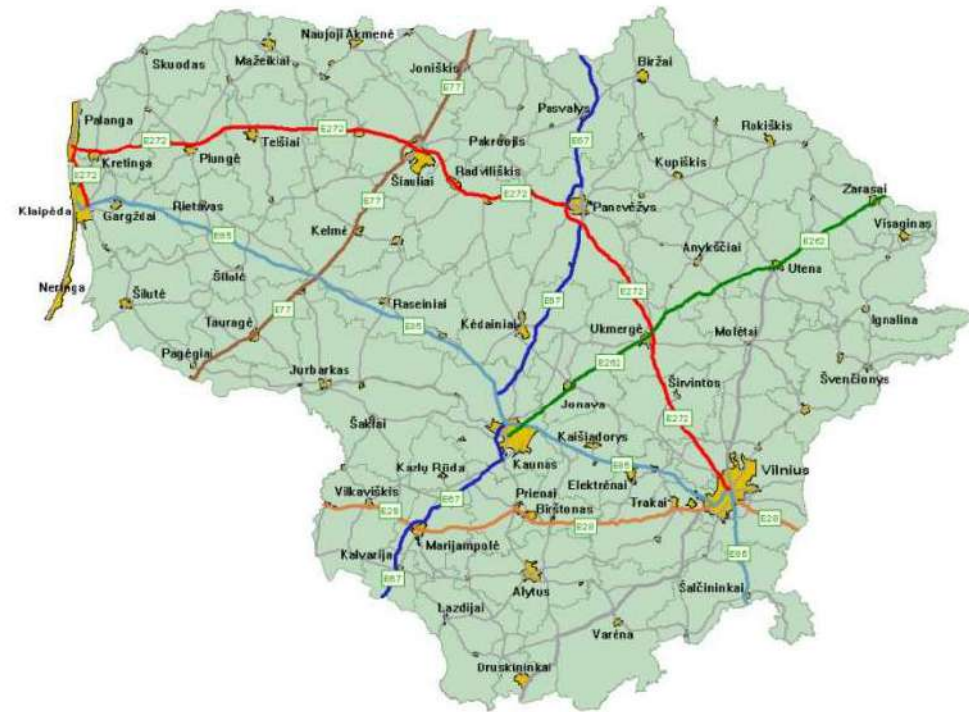 Naujoji Akmenė
Skuodas
Mažeikiai
Joniškis
Biržai
E77
Palanga
Pasvalys
E272
E272
Telšiai
Pakruojis
E67
Rokiškis
Kretinga
Plungė
Kupiškis
E272
Šiauliai
Radviliškis
E272
Zarasai
Klaipėda
Gargždai
Rietavas
E77
Panevėžys
Visaginas
E85
Kelmė
Anykščiai
E262
Utena
Neringa
Šilutė
Šilalė
E77
Raseiniai
E67
E272
Ignalina
Tauragė
E85
Kėdainiai
Ukmergė
Molėtai
Pagėgiai
E262
Švenčionys
Jurbarkas
Jonava
Širvintos
Šakiai
E272
Kaišiadorys
Kaunas
E85
Vilnius
Kazlų Rūda
Elektrėnai
Vilkaviškis
E67
Prienai
Trakai
E28
Birštonas
E28
E28
Marijampolė
Kalvarija
E85
E67
Alytus
Šalčininkai
Lazdijai
Varėna
Druskininkai